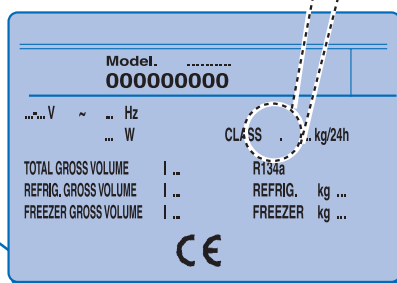 Model. ..........
000000000
...-... V ~ ... Hz
... W CLASS . ... kg/24h
TOTAL GROSS VOLUME l ... R134a
REFRIG. GROSS VOLUME l ... REFRIG. kg ...
FREEZER GROSS VOLUME l ... FREEZER kg ...
CE